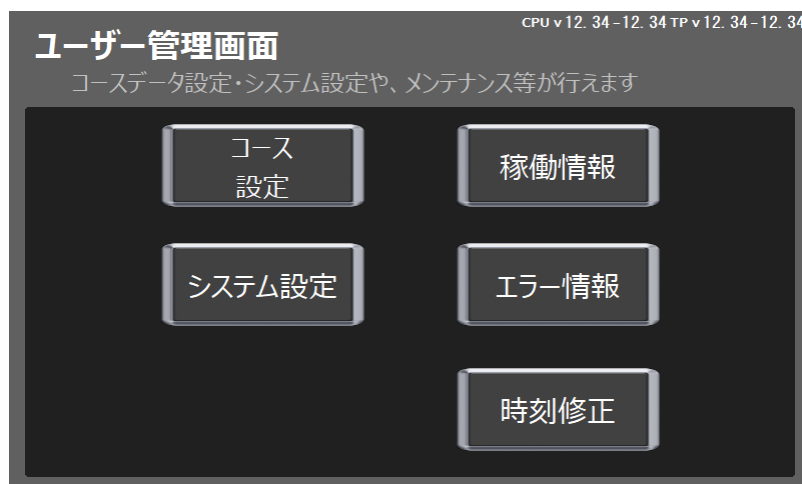 CPU v 12. 34-12. 34 TP v 12. 34-12. 34
ユーザー管理画面
コースデータ設定・システム設定や、メンテナンス等が行えます
コース
設定
稼働情報
システム設定
エラー情報
時刻修正